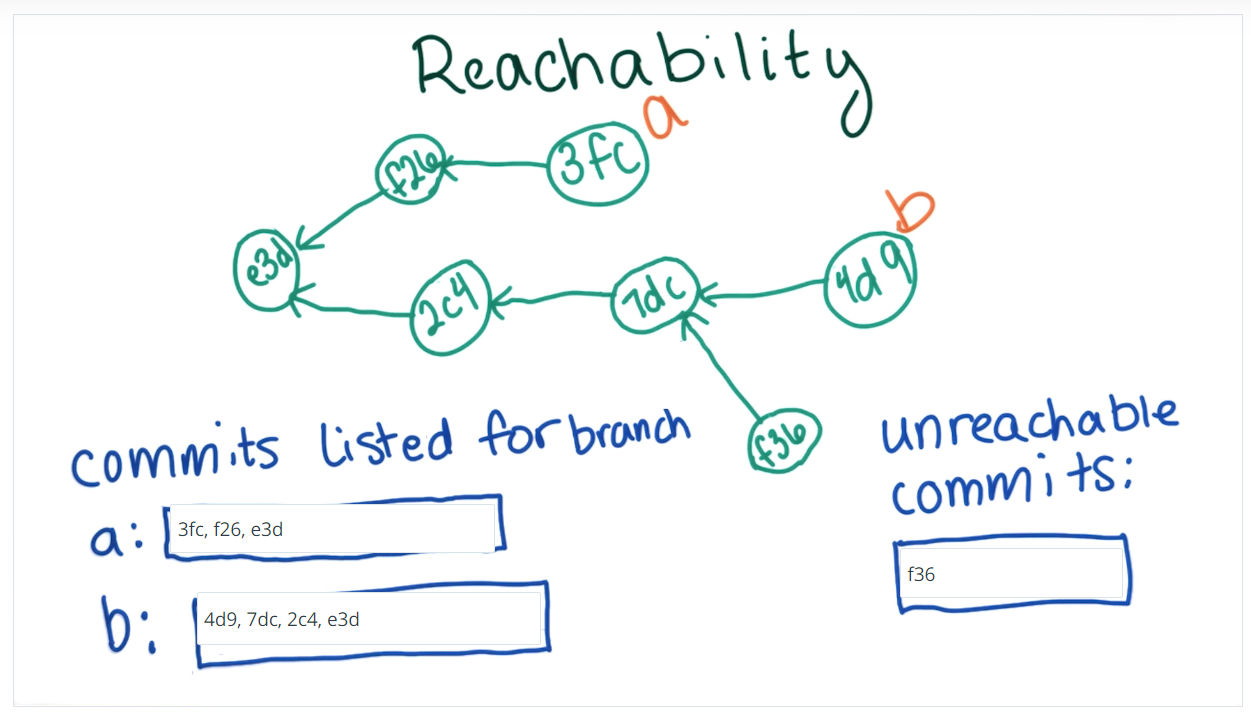 Reachability
a
f26
3fc
b
e3d
2c4
7dc
4d9
f36
commits listed for branch
a: 3fc, f26, e3d
b: 4d9, 7dc, 2c4, e3d
unreachable
commits:
f36